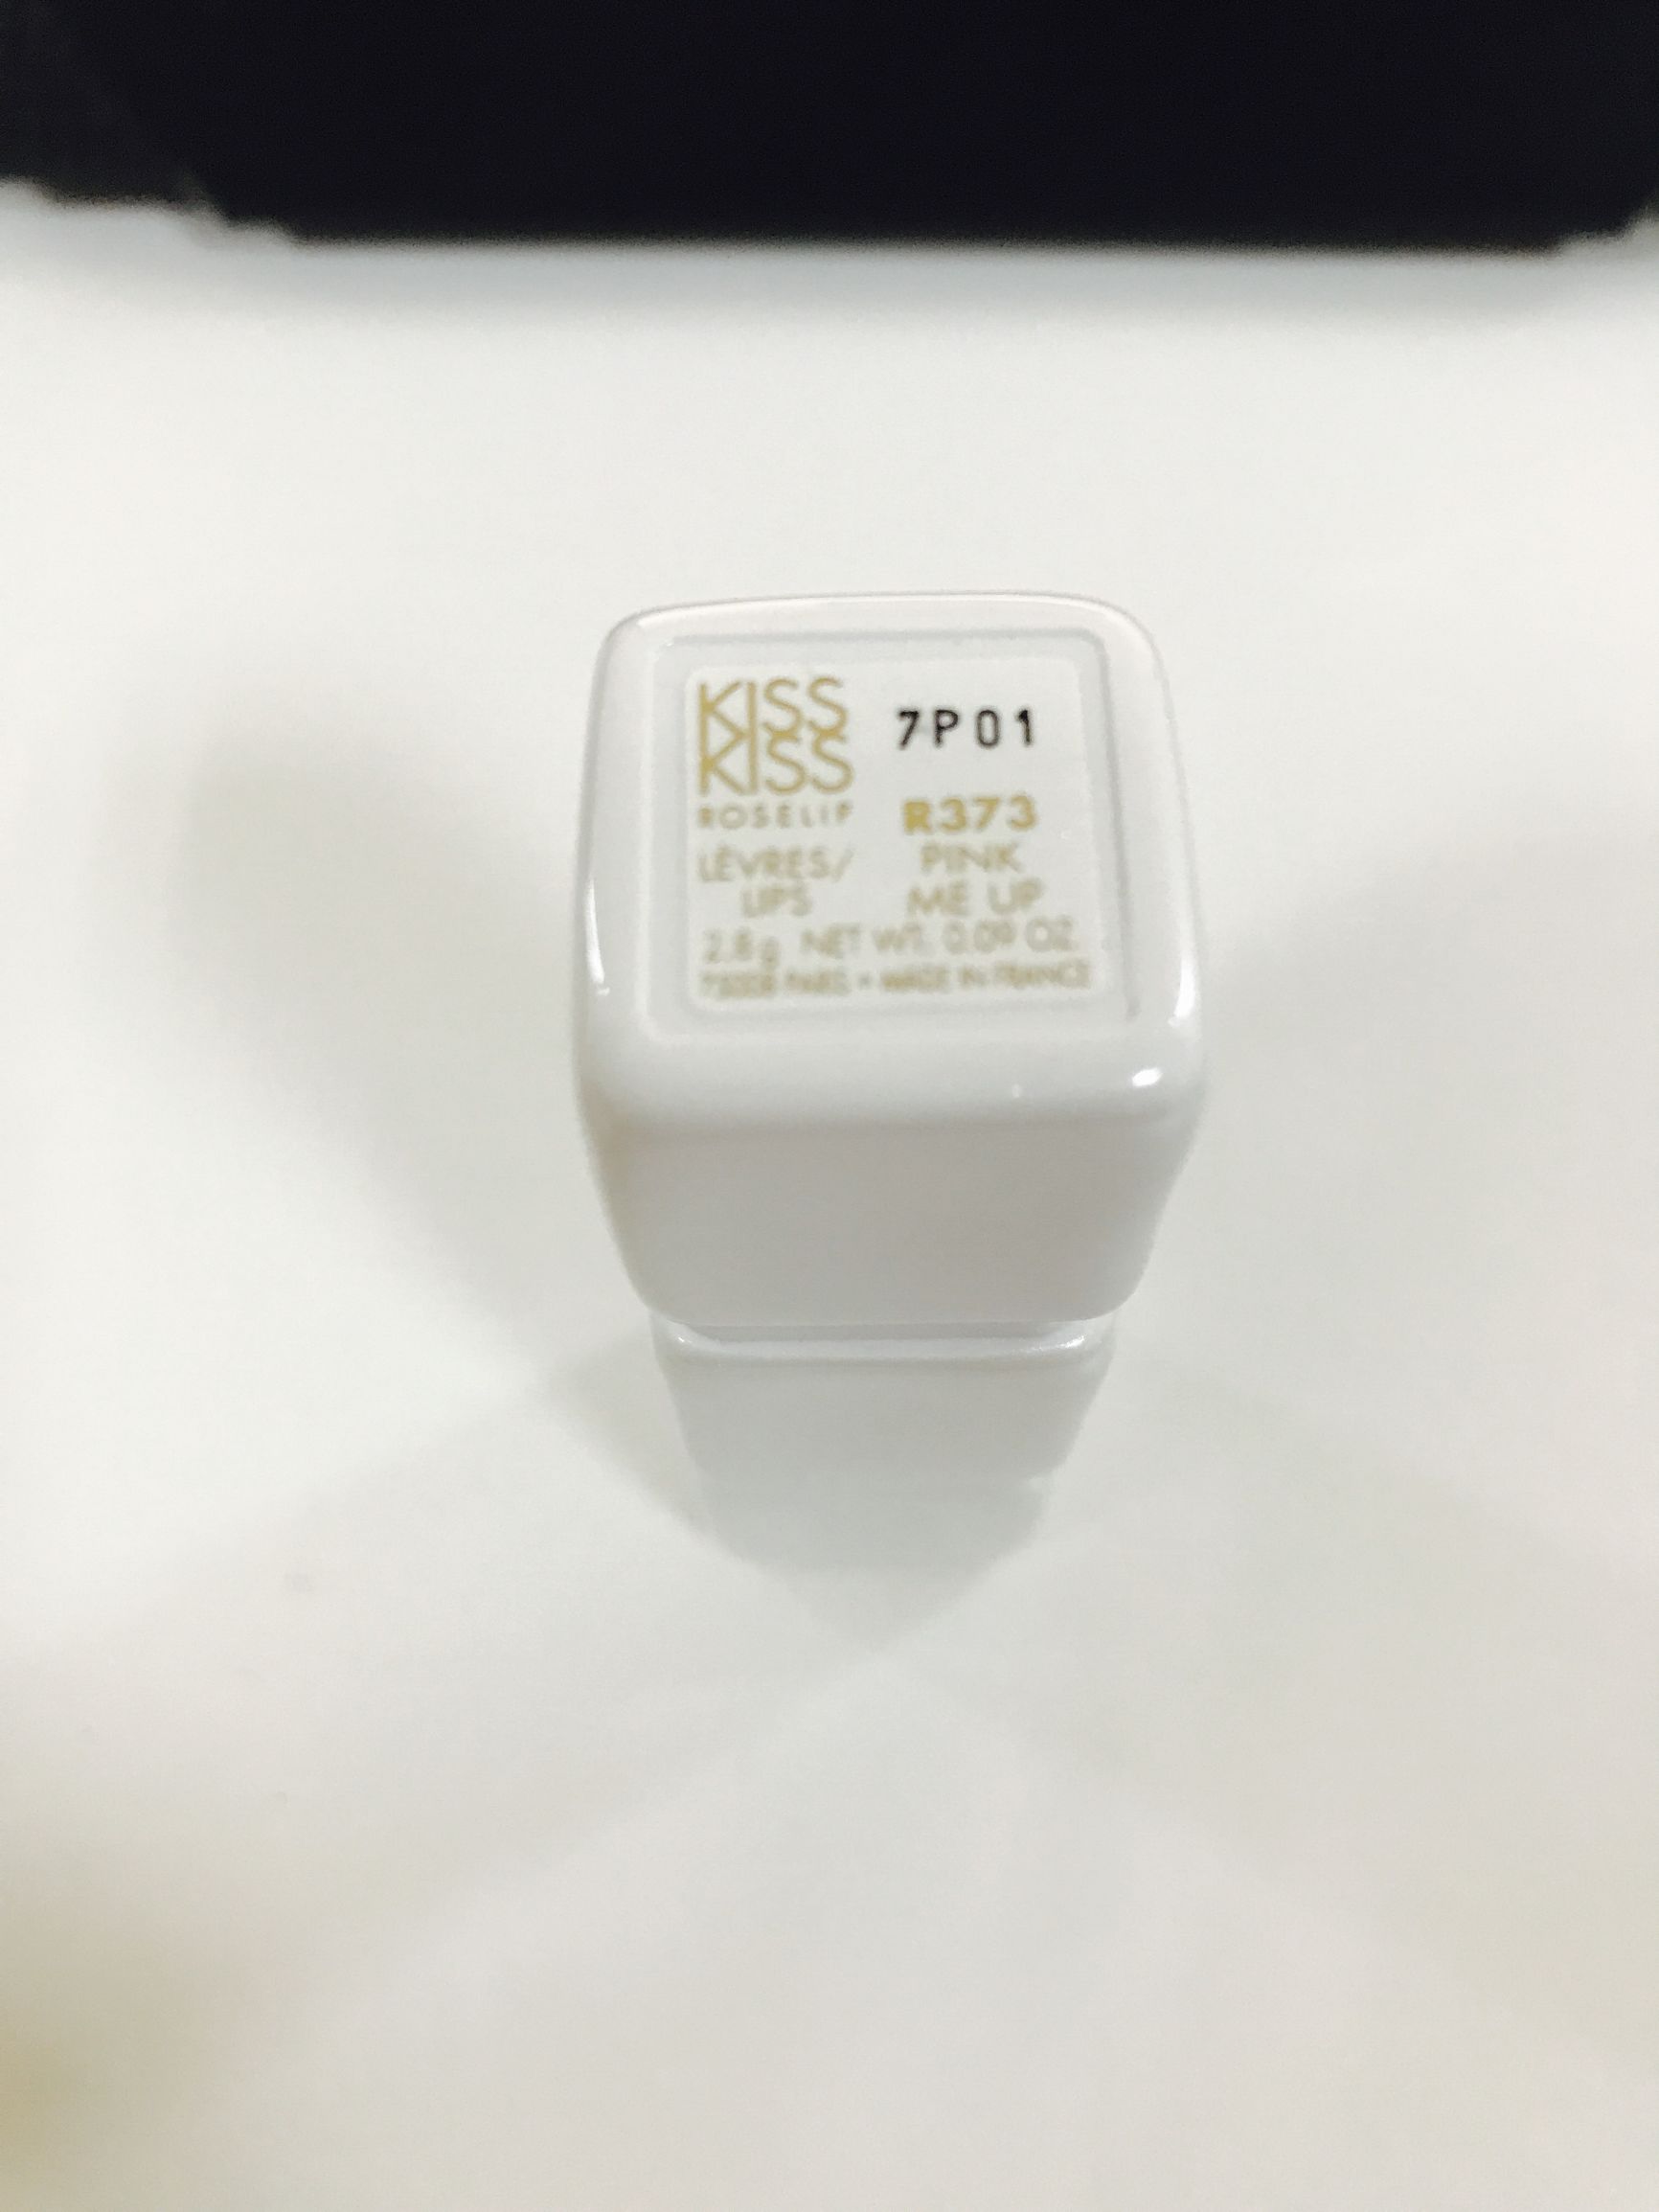 KISS
KISS
ROSELIP
7P01
R373
LÈVRES/
LIPS
PINK
ME UP
2.8g NET WT. 0.09 OZ.
75008 PARIS • MADE IN FRANCE